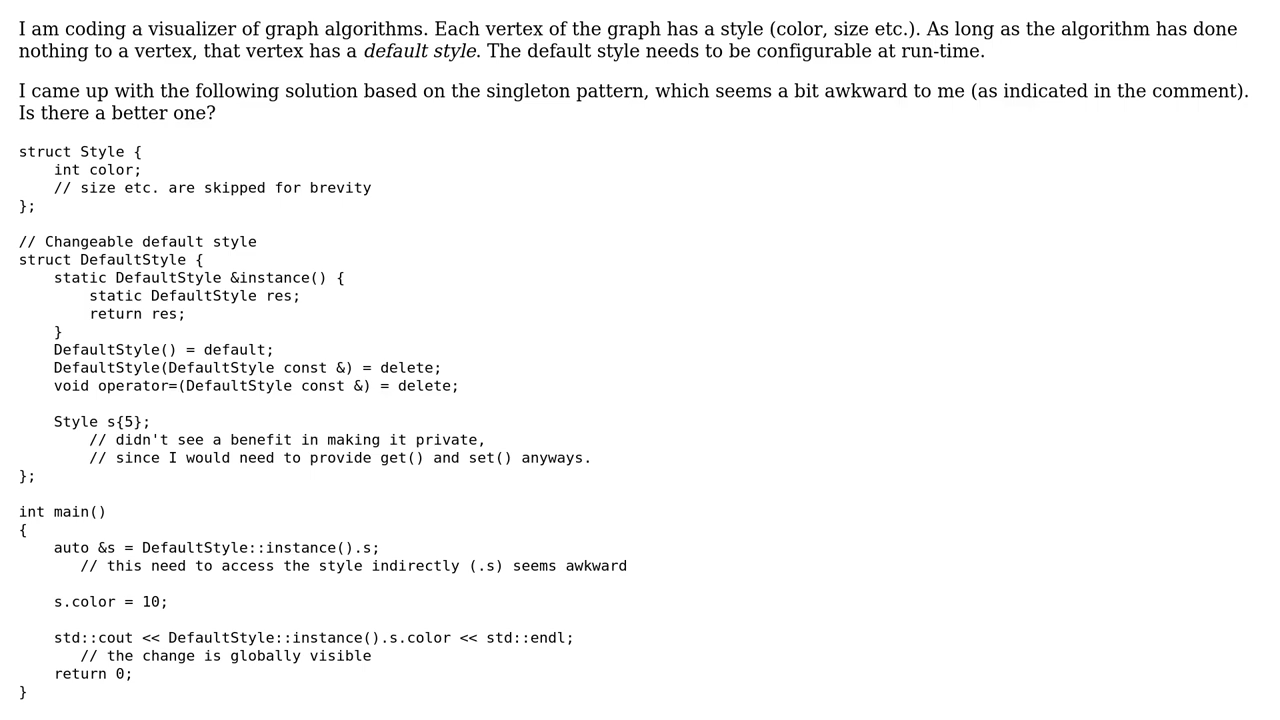 I am coding a visualizer of graph algorithms. Each vertex of the graph has a style (color, size etc.). As long as the algorithm has done
nothing to a vertex, that vertex has a default style. The default style needs to be configurable at run-time.
I came up with the following solution based on the singleton pattern, which seems a bit awkward to me (as indicated in the comment).
Is there a better one?
struct Style {
    int color;
    // size etc. are skipped for brevity
};
// Changeable default style
struct DefaultStyle {
    static DefaultStyle &instance() {
        static DefaultStyle res;
        return res;
    }
    DefaultStyle() = default;
    DefaultStyle(DefaultStyle const &) = delete;
    void operator=(DefaultStyle const &) = delete;
    Style s{5};
        // didn't see a benefit in making it private,
        // since I would need to provide get() and set() anyways.
};
int main()
{
    auto &s = DefaultStyle::instance().s;
       // this need to access the style indirectly (.s) seems awkward
    s.color = 10;
    std::cout << DefaultStyle::instance().s.color << std::endl;
       // the change is globally visible
    return 0;
}